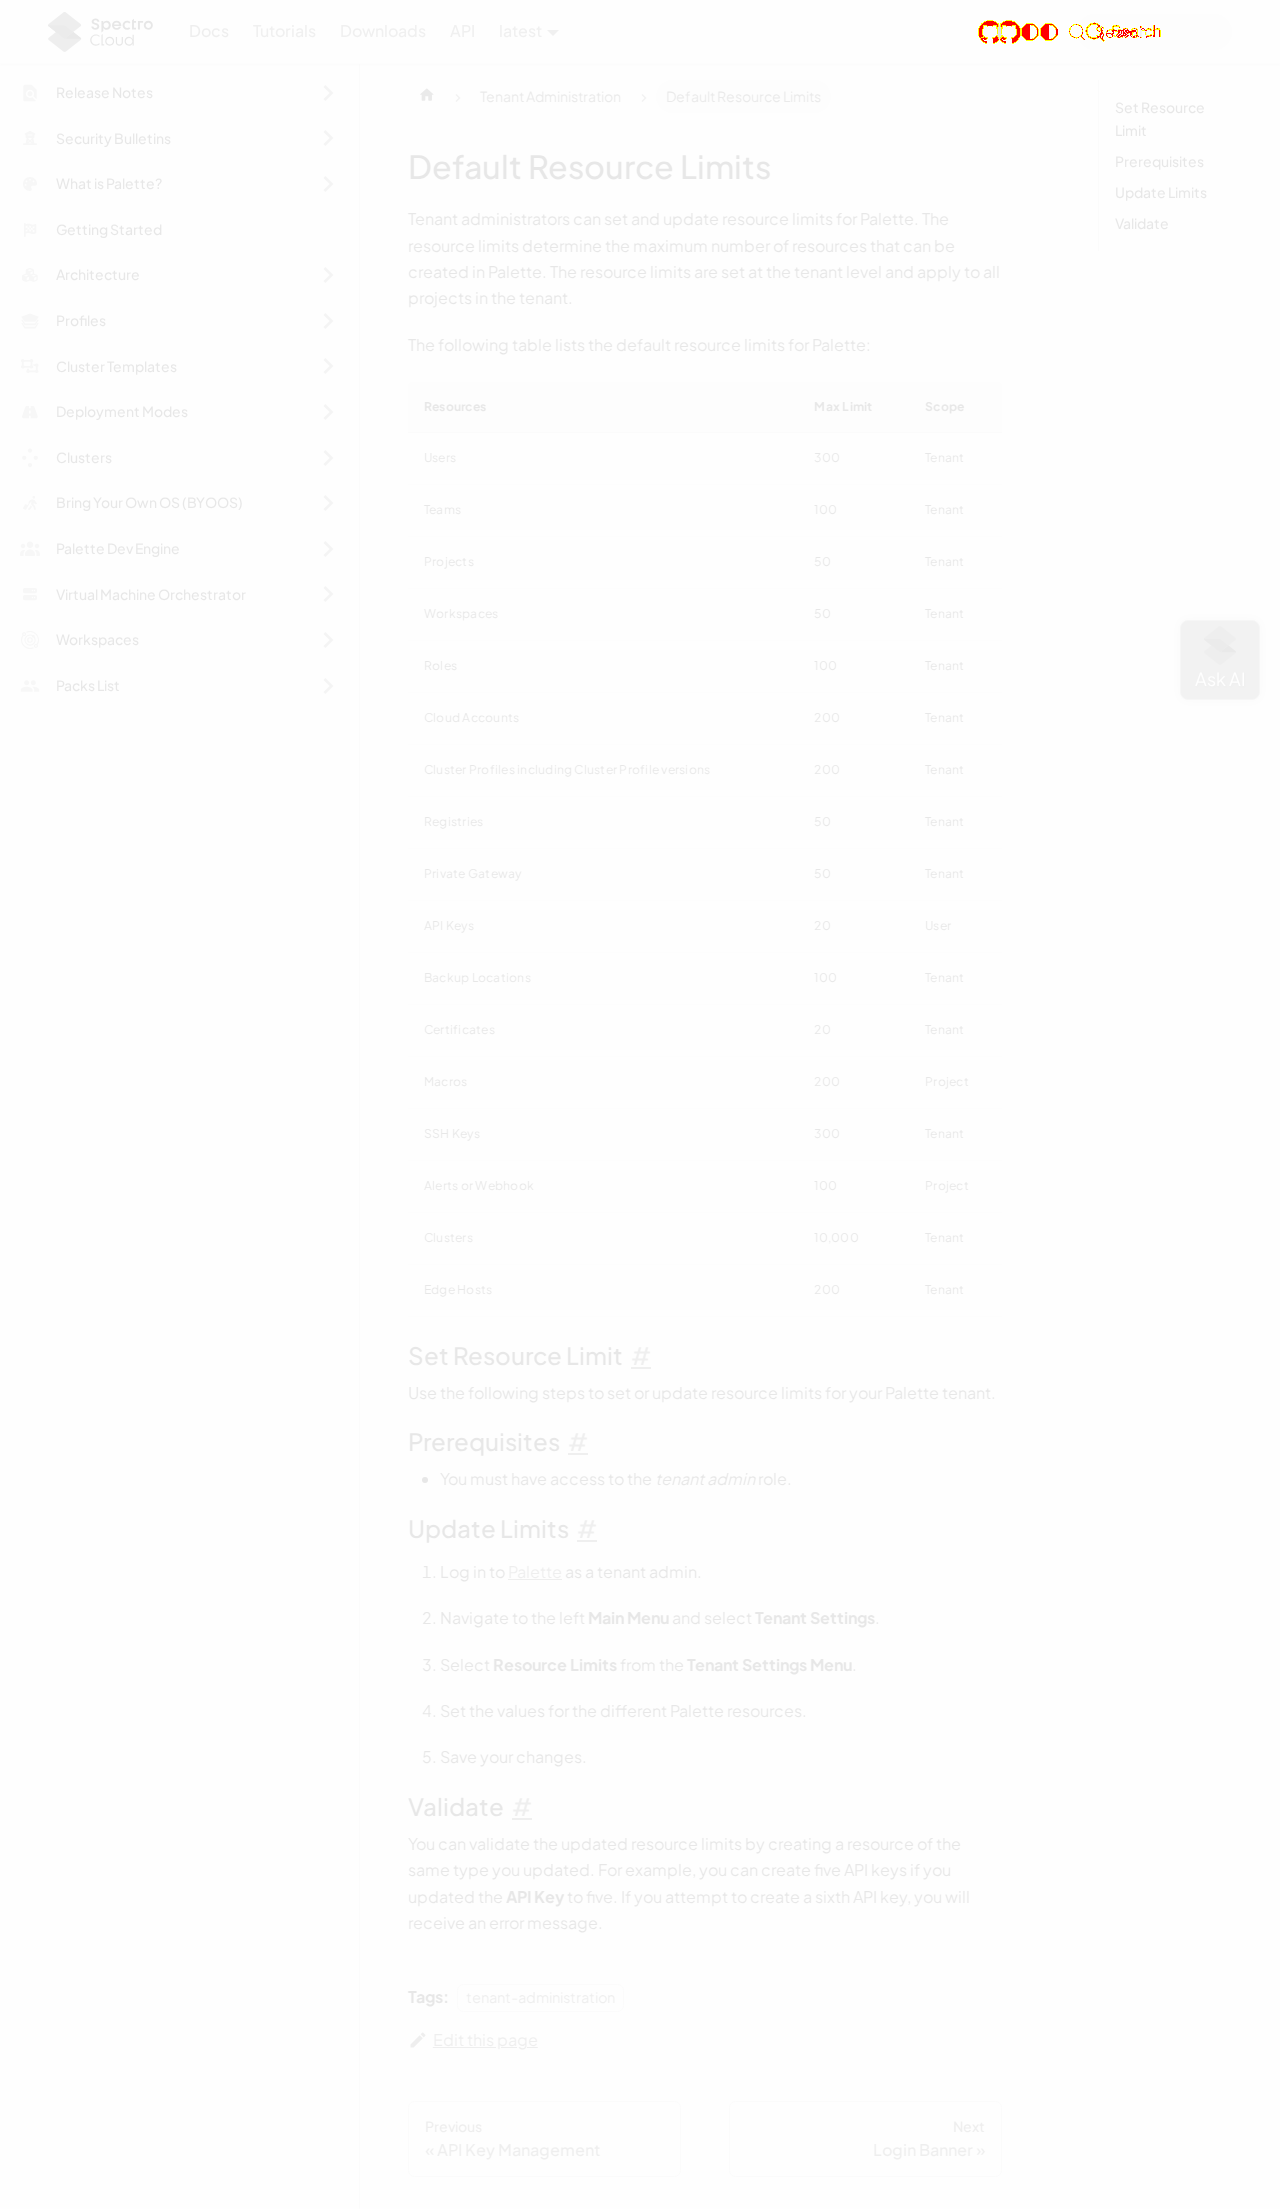 Spectro Cloud
Docs Tutorials Downloads API latest
Release Notes
Security Bulletins
What is Palette?
Getting Started
Architecture
Profiles
Cluster Templates
Deployment Modes
Clusters
Bring Your Own OS (BYOOS)
Palette Dev Engine
Virtual Machine Orchestrator
Workspaces
Packs List
Tenant Administration
Default Resource Limits
Default Resource Limits
Tenant administrators can set and update resource limits for Palette. The
resource limits determine the maximum number of resources that can be
created in Palette. The resource limits are set at the tenant level and apply to all
projects in the tenant.
The following table lists the default resource limits for Palette:
Resources Max Limit Scope
Users 300 Tenant
Teams 100 Tenant
Projects 50 Tenant
Workspaces 50 Tenant
Roles 100 Tenant
Cloud Accounts 200 Tenant
Cluster Profiles including Cluster Profile versions 200 Tenant
Registries 50 Tenant
Private Gateway 50 Tenant
API Keys 20 User
Backup Locations 100 Tenant
Certificates 20 Tenant
Macros 200 Project
SSH Keys 300 Tenant
Alerts or Webhook 100 Project
Clusters 10,000 Tenant
Edge Hosts 200 Tenant
Set Resource Limit #
Use the following steps to set or update resource limits for your Palette tenant.
Prerequisites #
You must have access to the tenant admin role.
Update Limits #
1. Log in to Palette as a tenant admin.
2. Navigate to the left Main Menu and select Tenant Settings.
3. Select Resource Limits from the Tenant Settings Menu.
4. Set the values for the different Palette resources.
5. Save your changes.
Validate #
You can validate the updated resource limits by creating a resource of the
same type you updated. For example, you can create five API keys if you
updated the API Key to five. If you attempt to create a sixth API key, you will
receive an error message.
Tags: tenant-administration
Edit this page
Previous
« API Key Management
Next
Login Banner »
Set Resource
Limit
Prerequisites
Update Limits
Validate
Ask AI